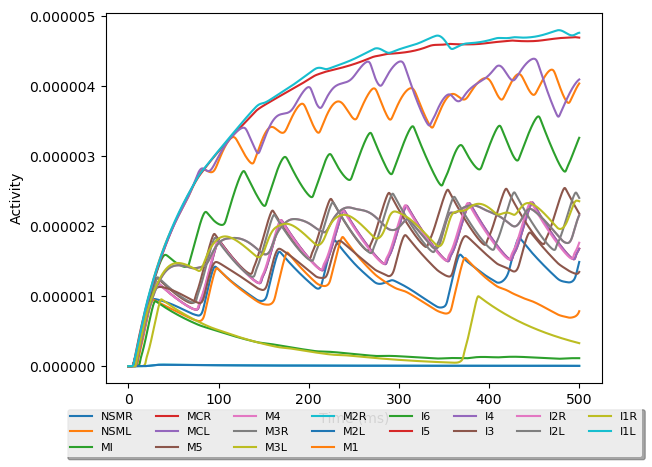 0.000005
0.000004
0.000003
0.000002
0.000001
0.000000
Activity
0 100 200 300 400 500
Time (ms)
NSMR MCR M4 M2R I6 I4 I2R I1R
NSML MCL M3R M2L I5 I3 I2L I1L
MI M5 M3L M1